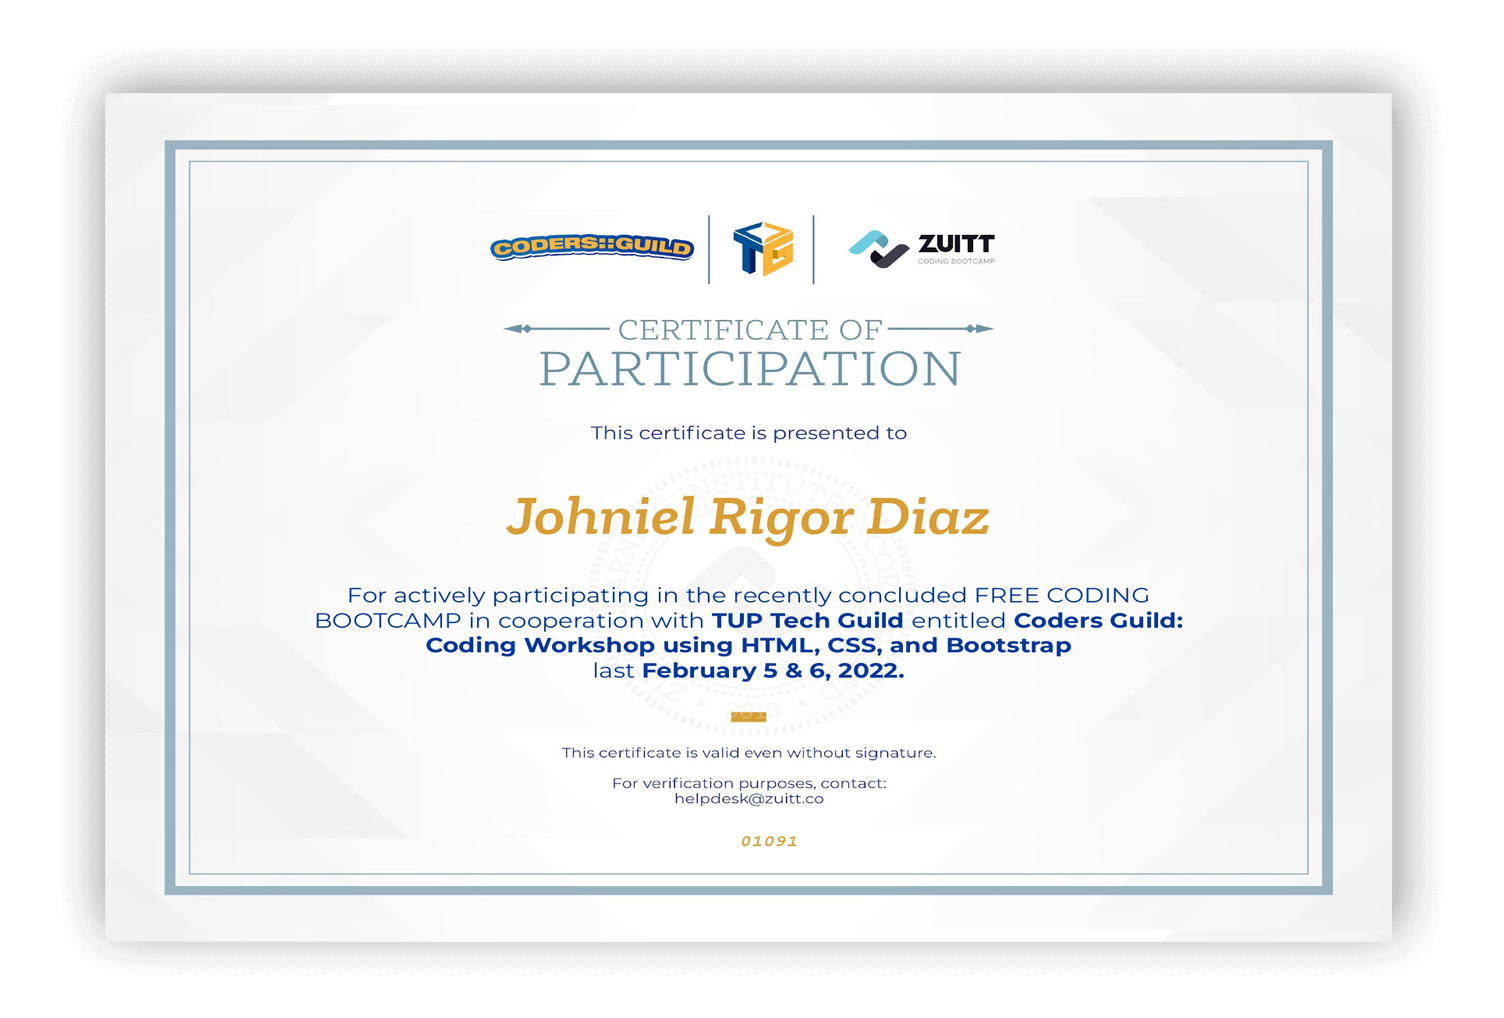 CODERS::GUILD
TG
ZUITT
CODING BOOTCAMP
CERTIFICATE OF
PARTICIPATION
This certificate is presented to
Johniel Rigor Diaz
For actively participating in the recently concluded FREE CODING
BOOTCAMP in cooperation with TUP Tech Guild entitled Coders Guild:
Coding Workshop using HTML, CSS, and Bootstrap
last February 5 & 6, 2022.
2016
This certificate is valid even without signature.
For verification purposes, contact:
helpdesk@zuitt.co
01091